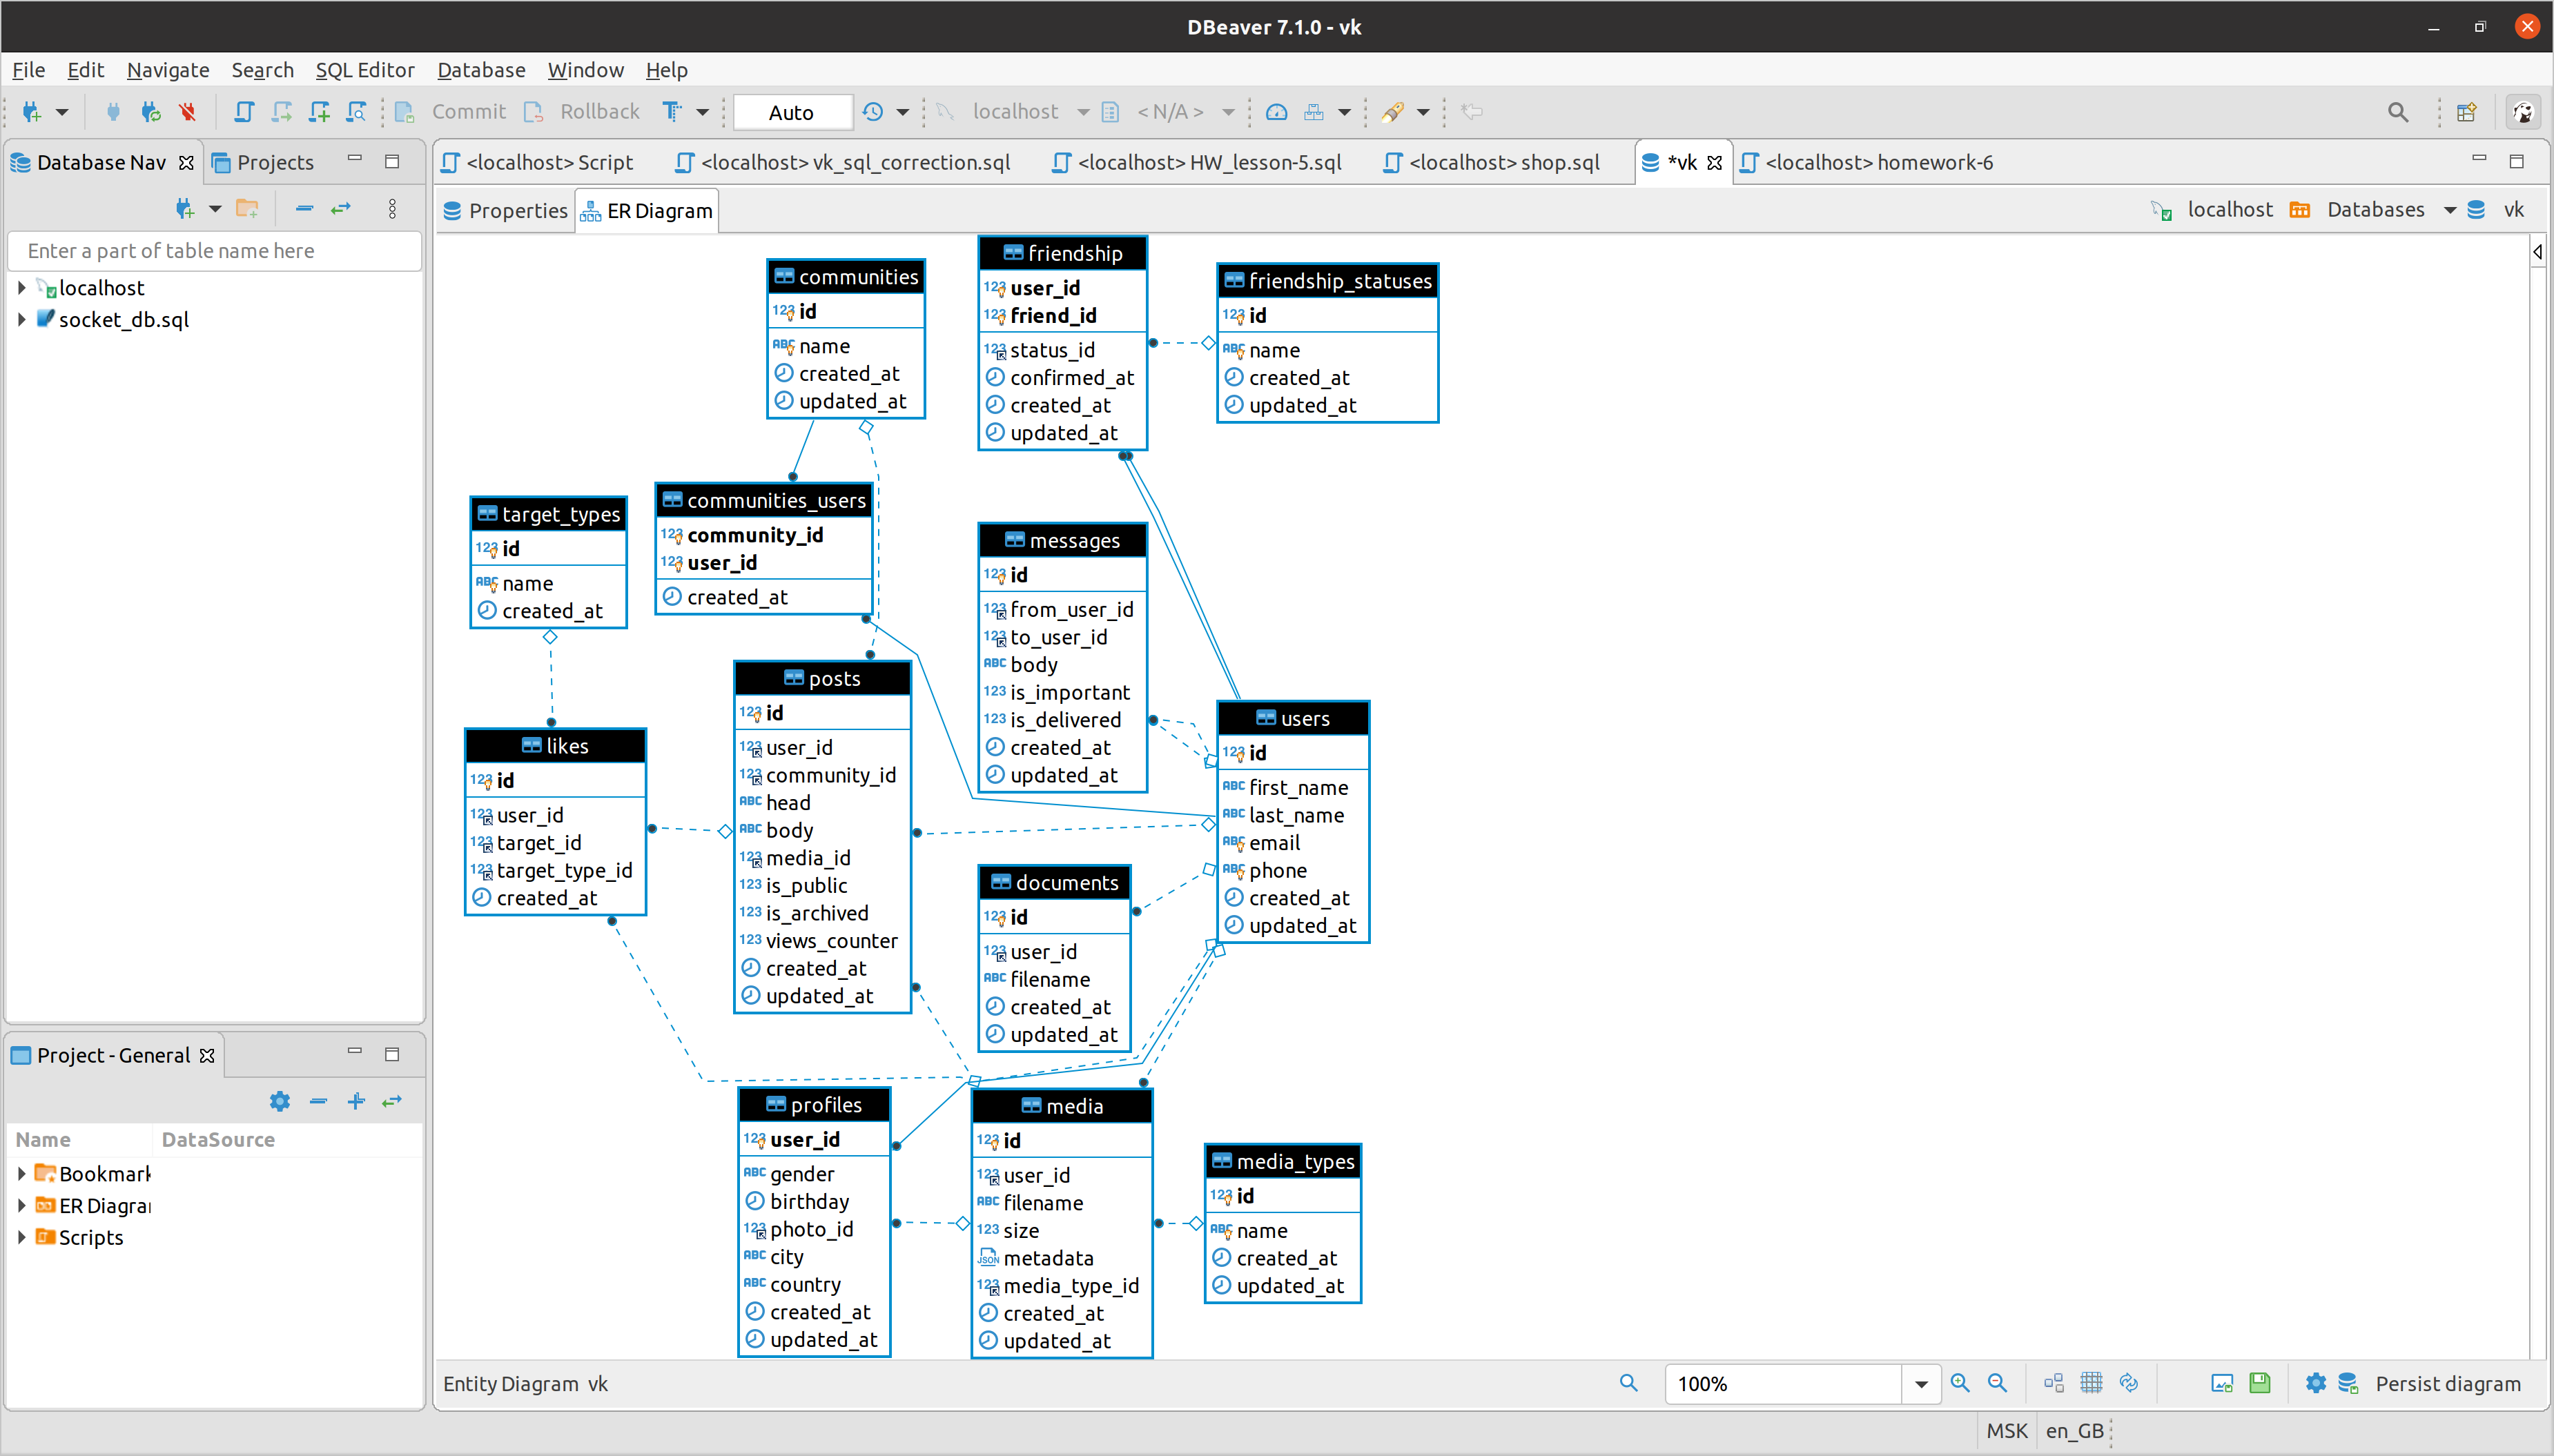 DBeaver 7.1.0 - vk
File Edit Navigate Search SQL Editor Database Window Help
Commit Rollback Auto localhost < N/A >
Database Nav Projects
<localhost> Script <localhost> vk_sql_correction.sql <localhost> HW_lesson-5.sql <localhost> shop.sql *vk <localhost> homework-6
Properties ER Diagram localhost Databases vk
Enter a part of table name here
localhost
socket_db.sql
Project - General
Name DataSource
Bookmark
ER Diagra
Scripts
communities
id
name
created_at
updated_at
friendship
user_id
friend_id
status_id
confirmed_at
created_at
updated_at
friendship_statuses
id
name
created_at
updated_at
target_types
id
name
created_at
communities_users
community_id
user_id
created_at
messages
id
from_user_id
to_user_id
body
is_important
is_delivered
created_at
updated_at
likes
id
user_id
target_id
target_type_id
created_at
posts
id
user_id
community_id
head
body
media_id
is_public
is_archived
views_counter
created_at
updated_at
users
id
first_name
last_name
email
phone
created_at
updated_at
documents
id
user_id
filename
created_at
updated_at
profiles
user_id
gender
birthday
photo_id
city
country
created_at
updated_at
media
id
user_id
filename
size
metadata
media_type_id
created_at
updated_at
media_types
id
name
created_at
updated_at
Entity Diagram vk 100% Persist diagram
MSK en_GB